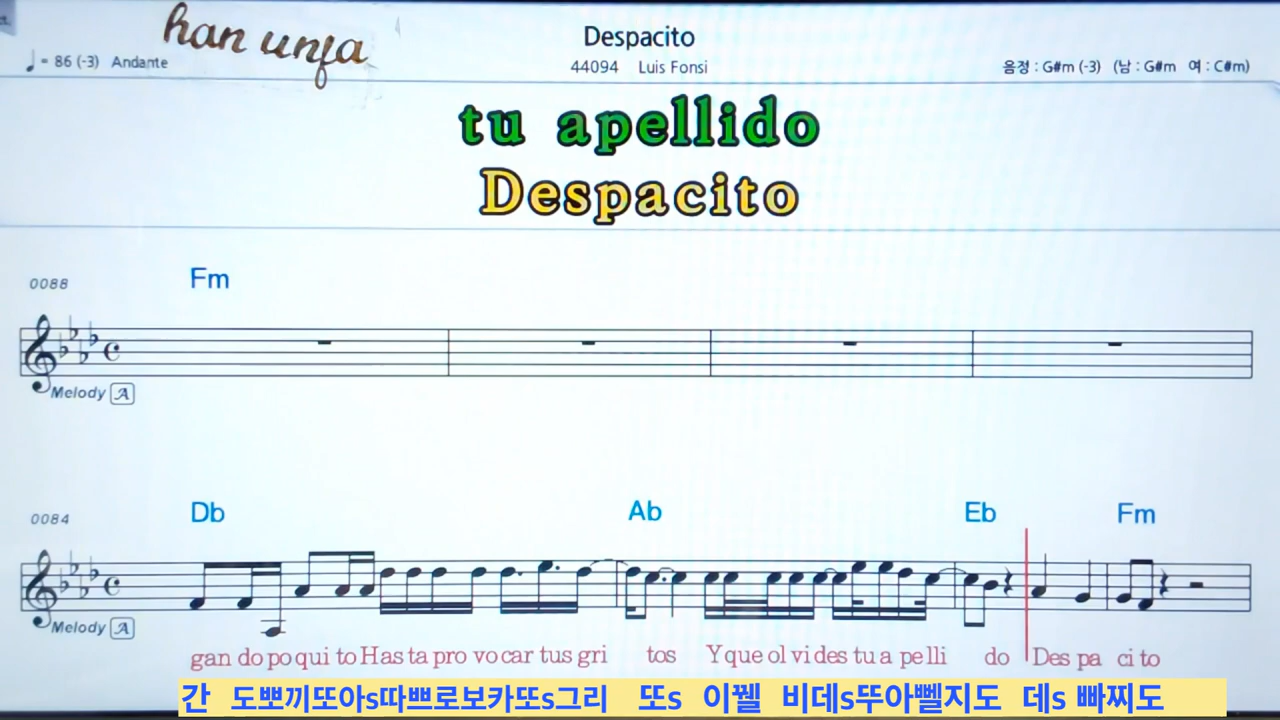 han unfa
Despacito
♩ = 86 (-3) Andante
44094 Luis Fonsi
음정 : G#m (-3) (남 : G#m 여 : C#m)
tu apellido
Despacito
0088
Fm
Melody A
0084
Db Ab Eb Fm
Melody A
gan do po qui to Has ta pro vo car tus gri tos Y que ol vi des tu a pe lli do Des pa ci to
간 도뽀끼또아s따쁘로보카또s그리 또s 이꿸 비데s뚜아뻴지도 데s 빠찌도